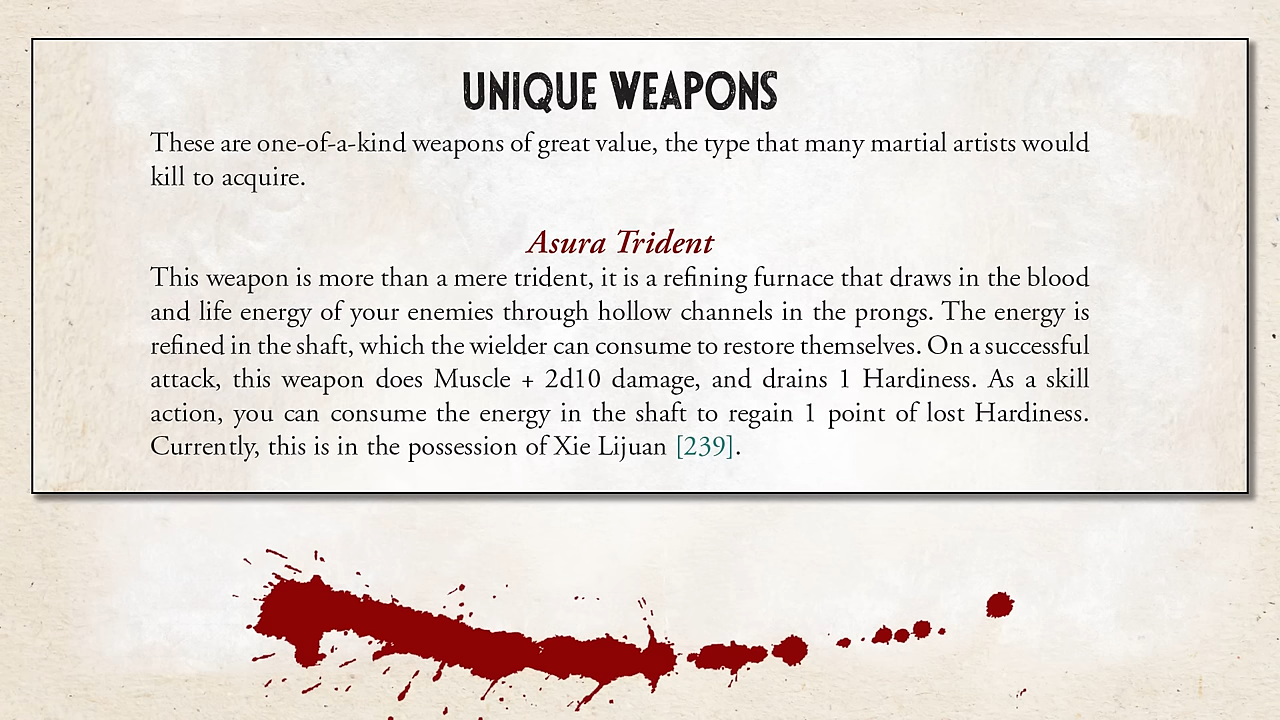 UNIQUE WEAPONS
These are one-of-a-kind weapons of great value, the type that many martial artists would
kill to acquire.
Asura Trident
This weapon is more than a mere trident, it is a refining furnace that draws in the blood
and life energy of your enemies through hollow channels in the prongs. The energy is
refined in the shaft, which the wielder can consume to restore themselves. On a successful
attack, this weapon does Muscle + 2d10 damage, and drains 1 Hardiness. As a skill
action, you can consume the energy in the shaft to regain 1 point of lost Hardiness.
Currently, this is in the possession of Xie Lijuan [239].